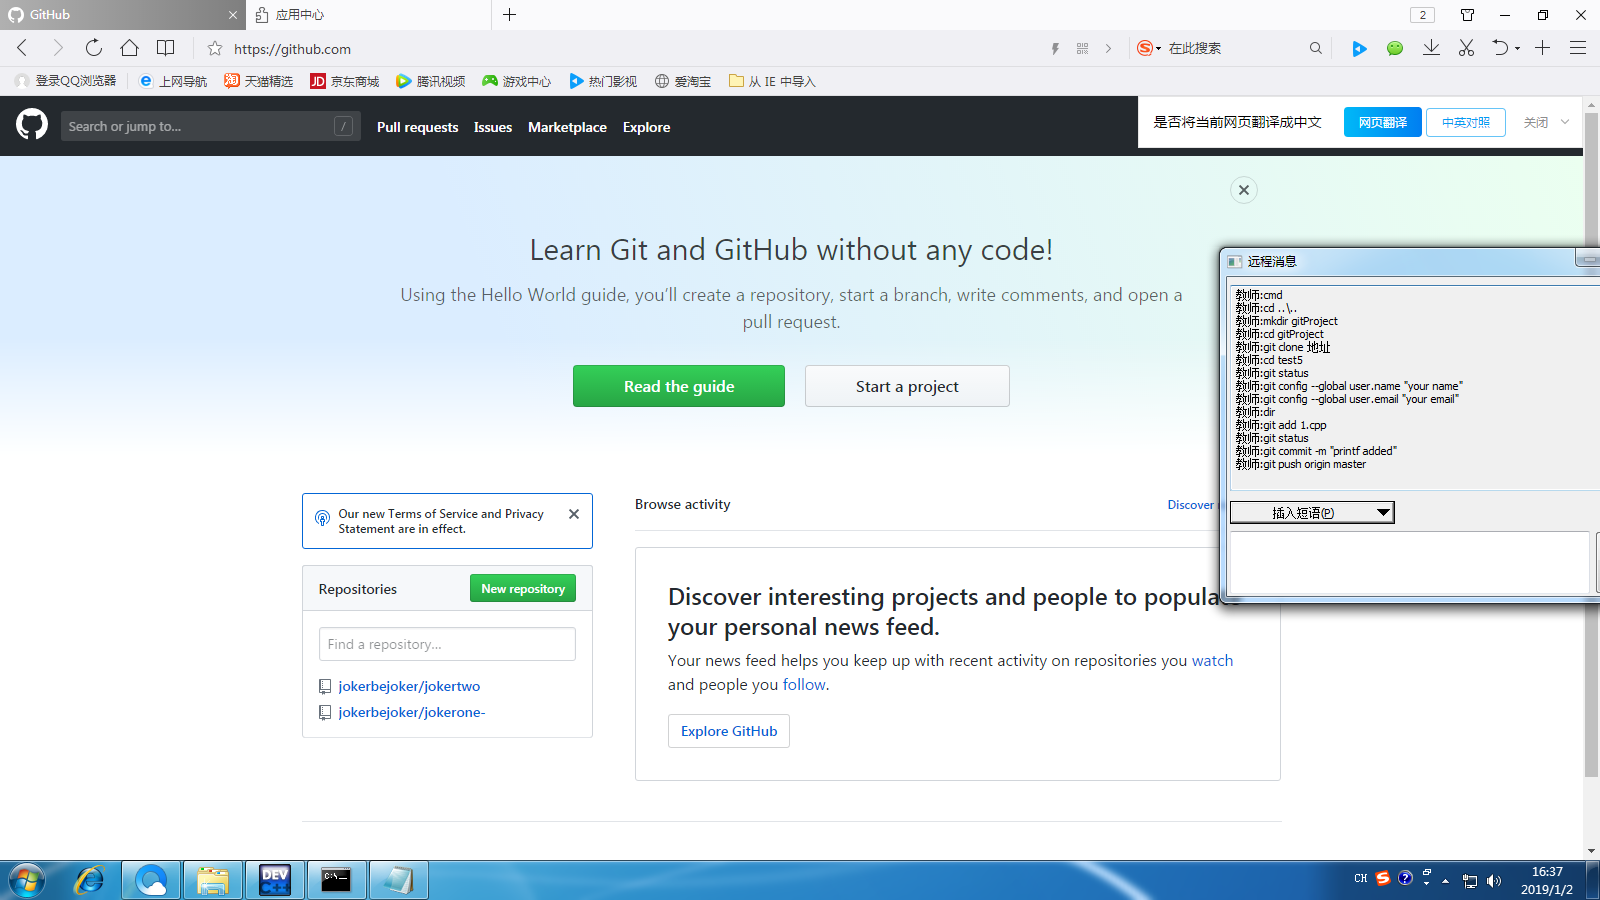 GitHub
应用中心
2
https://github.com
在此搜索
登录QQ浏览器
上网导航
淘 天猫精选
JD 京东商城
腾讯视频
游戏中心
热门影视
爱淘宝
从 IE 中导入
Search or jump to...
/
Pull requests
Issues
Marketplace
Explore
是否将当前网页翻译成中文
网页翻译
中英对照
关闭
Learn Git and GitHub without any code!
Using the Hello World guide, you’ll create a repository, start a branch, write comments, and open a
pull request.
Read the guide
Start a project
远程消息
教师:cmd
教师:cd ..\..
教师:mkdir gitProject
教师:cd gitProject
教师:git clone 地址
教师:cd test5
教师:git status
教师:git config --global user.name "your name"
教师:git config --global user.email "your email"
教师:dir
教师:git add 1.cpp
教师:git status
教师:git commit -m "printf added"
教师:git push origin master
插入短语(P)
Our new Terms of Service and Privacy
Statement are in effect.
Browse activity
Discover
Repositories
New repository
Find a repository...
jokerbejoker/jokertwo
jokerbejoker/jokerone-
Discover interesting projects and people to populate
your personal news feed.
Your news feed helps you keep up with recent activity on repositories you watch
and people you follow.
Explore GitHub
DEV
C++
C:\
CH
16:37
2019/1/2